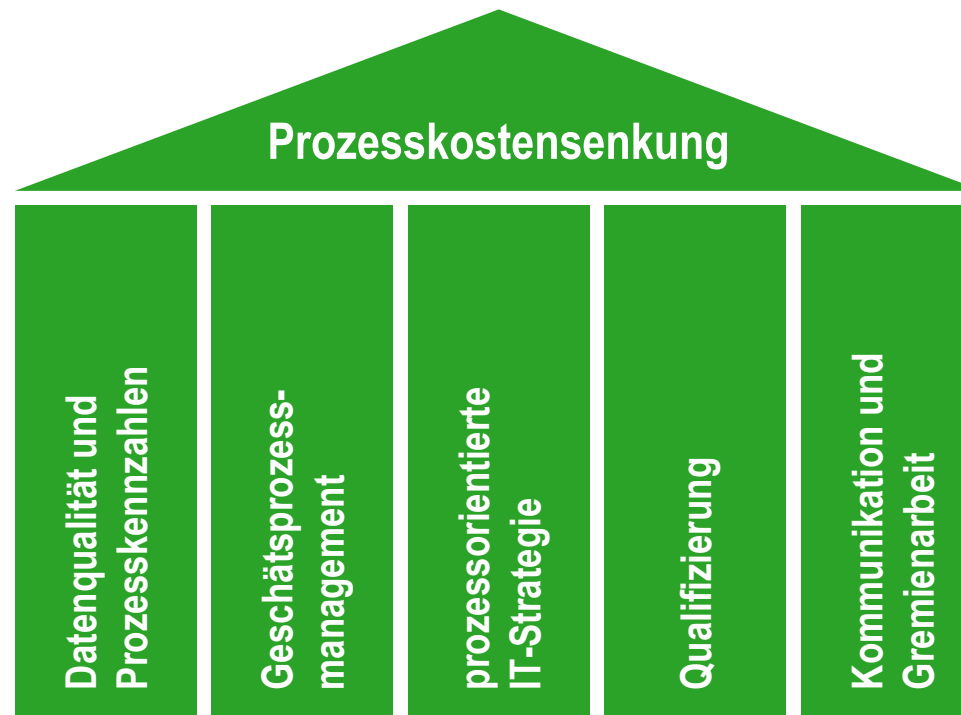 Prozesskostensenkung
Datenqualität und
Prozesskennzahlen
Geschätsprozess-
management
prozessorientierte
IT-Strategie
Qualifizierung
Kommunikation und
Gremienarbeit